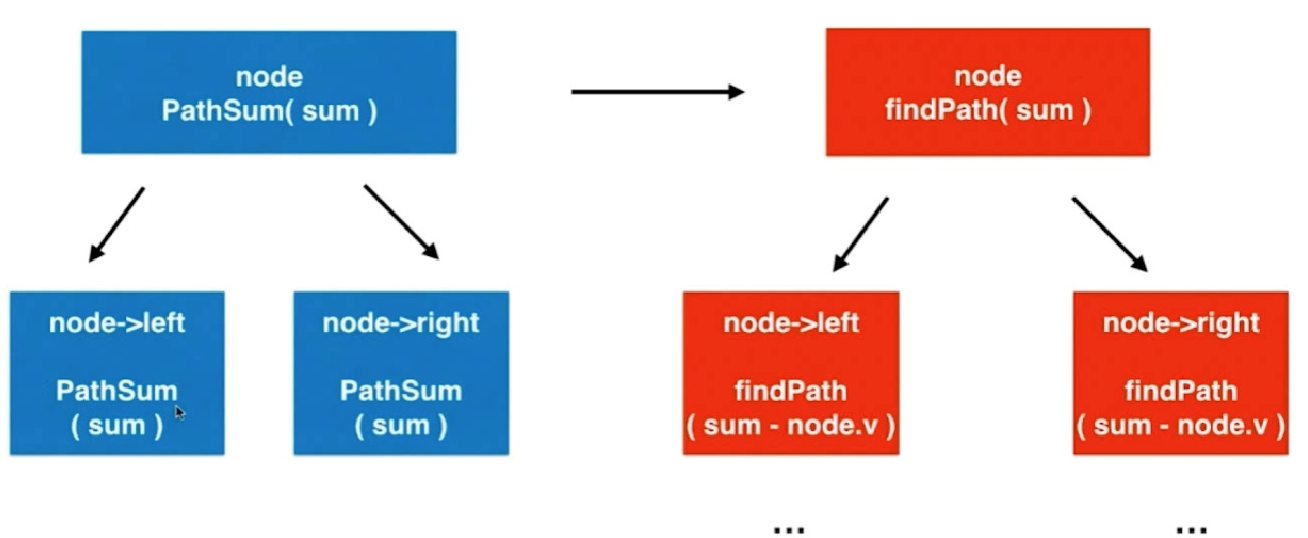 node
PathSum( sum )
node
findPath( sum )
node->left
PathSum
( sum )
node->right
PathSum
( sum )
node->left
findPath
( sum - node.v )
node->right
findPath
( sum - node.v )
...
...